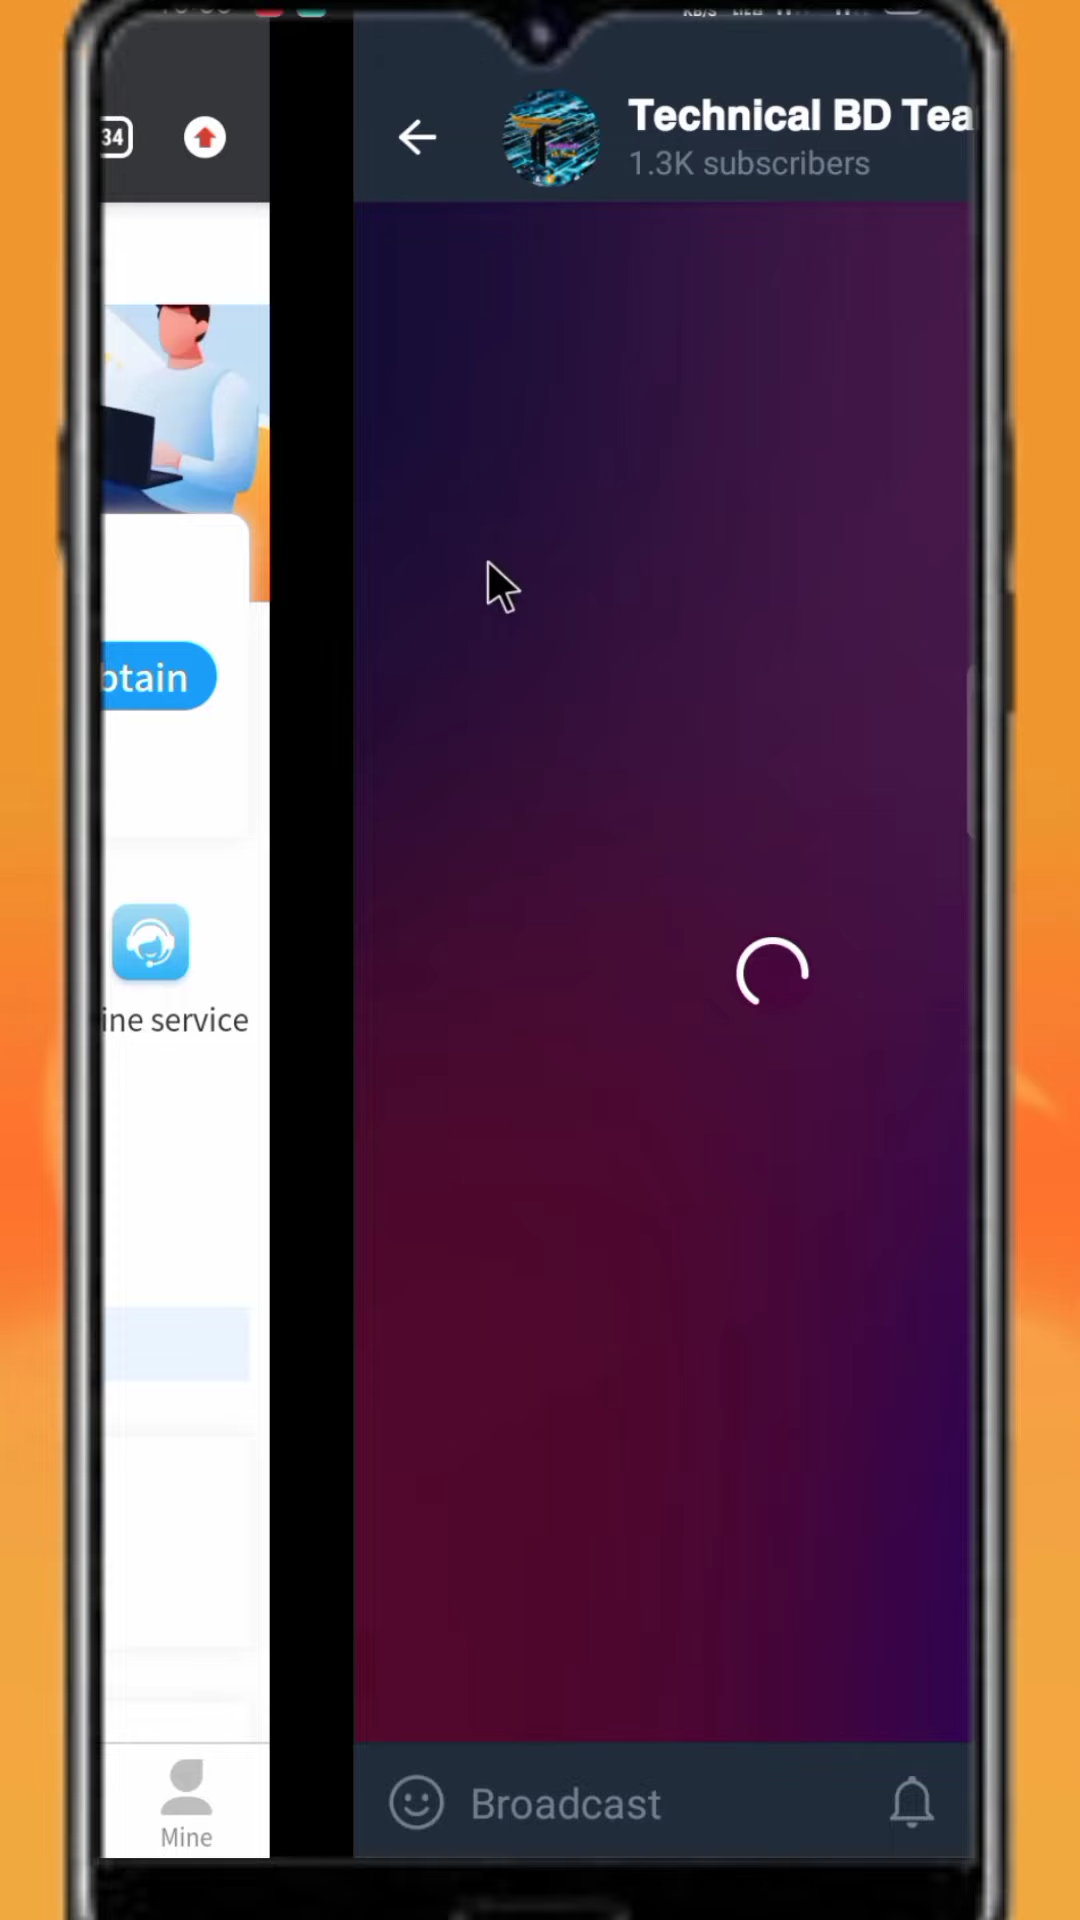 34
Technical BD Tea
1.3K subscribers
btain
ine service
Broadcast
Mine